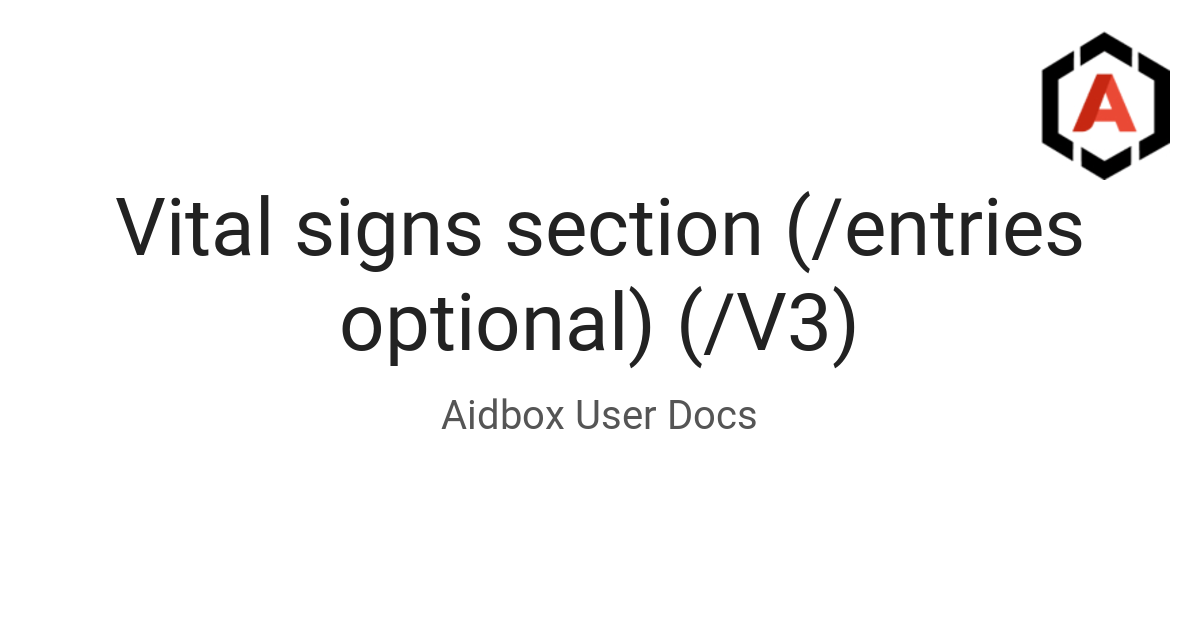 Vital signs section (/entries
optional) (/V3)
Aidbox User Docs